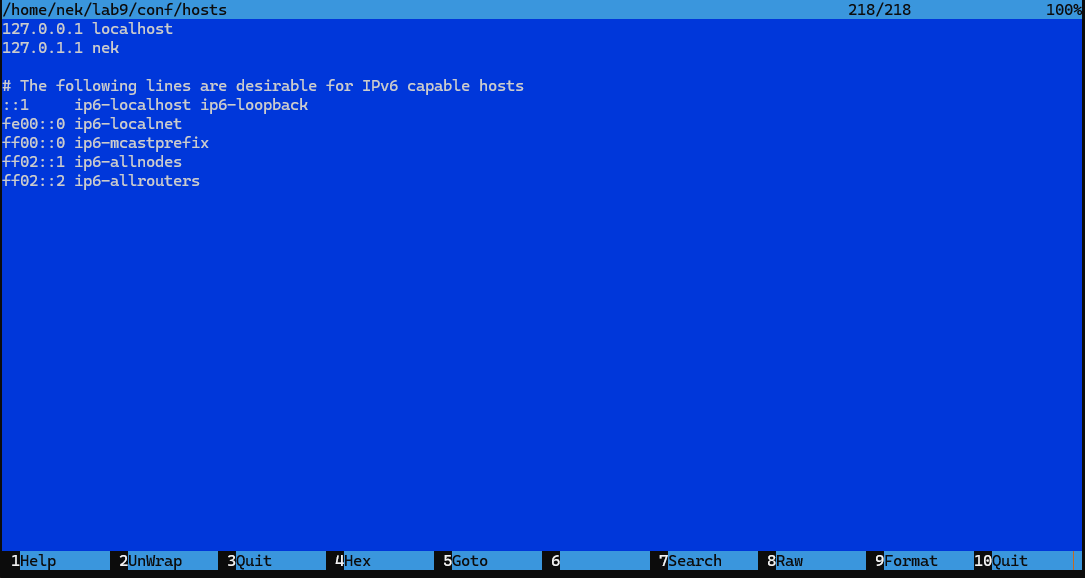 /home/nek/lab9/conf/hosts 218/218 100%
127.0.0.1 localhost
127.0.1.1 nek
# The following lines are desirable for IPv6 capable hosts
::1     ip6-localhost ip6-loopback
fe00::0 ip6-localnet
ff00::0 ip6-mcastprefix
ff02::1 ip6-allnodes
ff02::2 ip6-allrouters
1Help 2UnWrap 3Quit 4Hex 5Goto 6 7Search 8Raw 9Format 10Quit